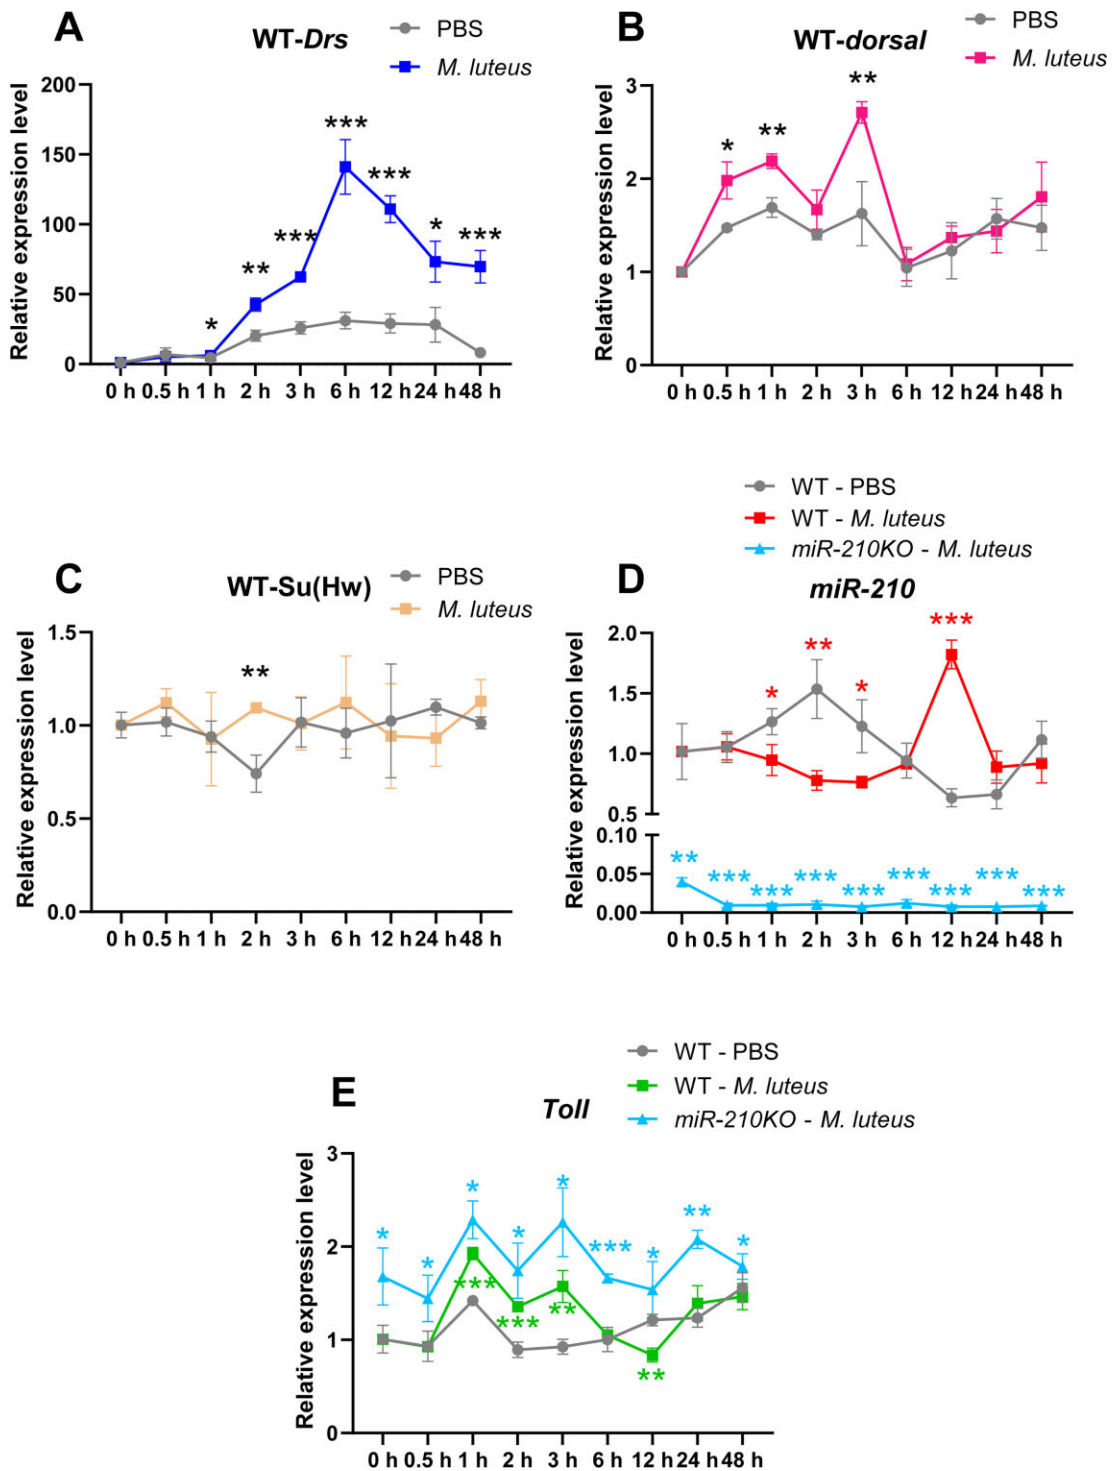 A
WT-Drs
PBS
M. luteus
Relative expression level
200
150
100
50
0
*
**
***
***
***
*
***
0 h 0.5 h 1 h 2 h 3 h 6 h 12 h 24 h 48 h
B
WT-dorsal
PBS
M. luteus
Relative expression level
3
2
1
0
*
**
**
0 h 0.5 h 1 h 2 h 3 h 6 h 12 h 24 h 48 h
C
WT-Su(Hw)
PBS
M. luteus
Relative expression level
1.5
1.0
0.5
0.0
**
0 h 0.5 h 1 h 2 h 3 h 6 h 12 h 24 h 48 h
WT - PBS
WT - M. luteus
miR-210KO - M. luteus
D
miR-210
Relative expression level
2.0
1.5
1.0
0.5
0.10
0.05
0.00
*
**
*
***
**
***
***
***
***
***
***
***
***
0 h 0.5 h 1 h 2 h 3 h 6 h 12 h 24 h 48 h
WT - PBS
WT - M. luteus
miR-210KO - M. luteus
E
Toll
Relative expression level
3
2
1
0
*
*
*
*
*
***
*
**
*
***
***
**
**
0 h 0.5 h 1 h 2 h 3 h 6 h 12 h 24 h 48 h